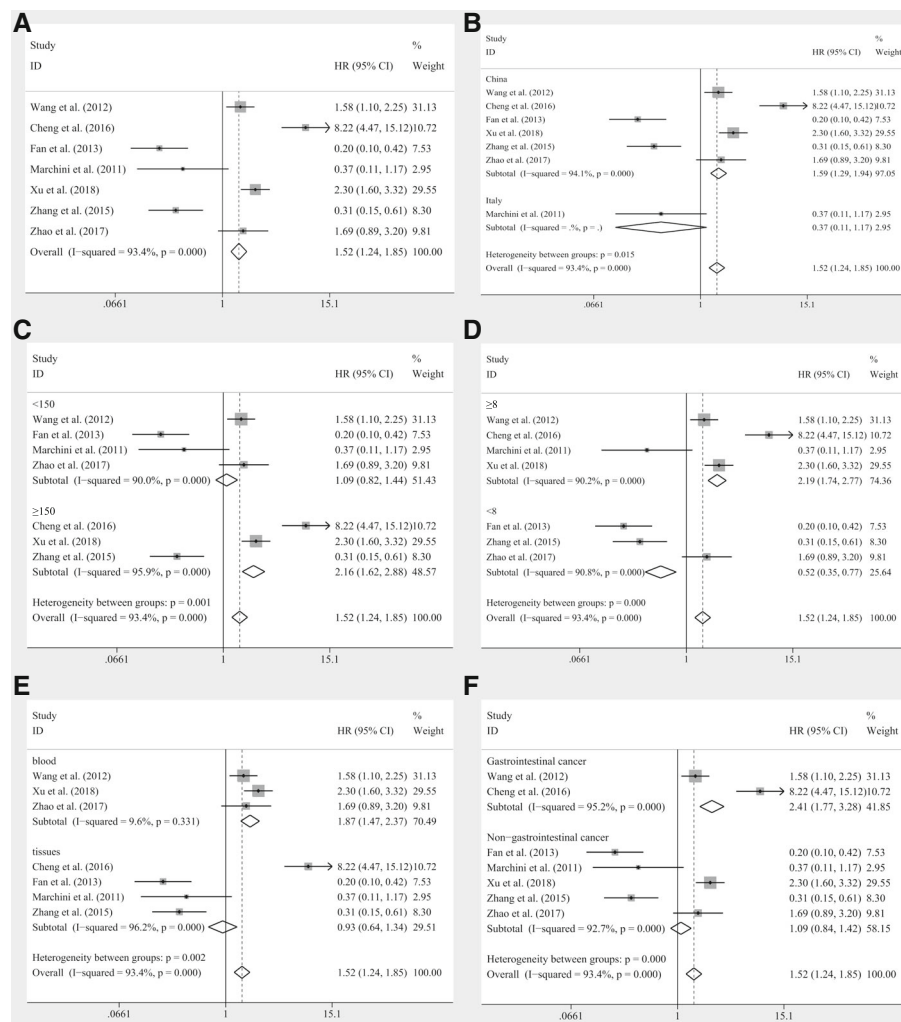 A
Study %
ID HR (95% CI) Weight
Wang et al. (2012) 1.58 (1.10, 2.25) 31.13
Cheng et al. (2016) 8.22 (4.47, 15.12) 10.72
Fan et al. (2013) 0.20 (0.10, 0.42) 7.53
Marchini et al. (2011) 0.37 (0.11, 1.17) 2.95
Xu et al. (2018) 2.30 (1.60, 3.32) 29.55
Zhang et al. (2015) 0.31 (0.15, 0.61) 8.30
Zhao et al. (2017) 1.69 (0.89, 3.20) 9.81
Overall (I-squared = 93.4%, p = 0.000) 1.52 (1.24, 1.85) 100.00
.0661 1 15.1
B
Study %
ID HR (95% CI) Weight
China
Wang et al. (2012) 1.58 (1.10, 2.25) 31.13
Cheng et al. (2016) 8.22 (4.47, 15.12) 10.72
Fan et al. (2013) 0.20 (0.10, 0.42) 7.53
Xu et al. (2018) 2.30 (1.60, 3.32) 29.55
Zhang et al. (2015) 0.31 (0.15, 0.61) 8.30
Zhao et al. (2017) 1.69 (0.89, 3.20) 9.81
Subtotal (I-squared = 94.1%, p = 0.000) 1.59 (1.29, 1.94) 97.05
Italy
Marchini et al. (2011) 0.37 (0.11, 1.17) 2.95
Subtotal (I-squared = .%, p = .) 0.37 (0.11, 1.17) 2.95
Heterogeneity between groups: p = 0.015
Overall (I-squared = 93.4%, p = 0.000) 1.52 (1.24, 1.85) 100.00
.0661 1 15.1
C
Study %
ID HR (95% CI) Weight
<150
Wang et al. (2012) 1.58 (1.10, 2.25) 31.13
Fan et al. (2013) 0.20 (0.10, 0.42) 7.53
Marchini et al. (2011) 0.37 (0.11, 1.17) 2.95
Zhao et al. (2017) 1.69 (0.89, 3.20) 9.81
Subtotal (I-squared = 90.0%, p = 0.000) 1.09 (0.82, 1.44) 51.43
≥150
Cheng et al. (2016) 8.22 (4.47, 15.12) 10.72
Xu et al. (2018) 2.30 (1.60, 3.32) 29.55
Zhang et al. (2015) 0.31 (0.15, 0.61) 8.30
Subtotal (I-squared = 95.9%, p = 0.000) 2.16 (1.62, 2.88) 48.57
Heterogeneity between groups: p = 0.001
Overall (I-squared = 93.4%, p = 0.000) 1.52 (1.24, 1.85) 100.00
.0661 1 15.1
D
Study %
ID HR (95% CI) Weight
≥8
Wang et al. (2012) 1.58 (1.10, 2.25) 31.13
Cheng et al. (2016) 8.22 (4.47, 15.12) 10.72
Marchini et al. (2011) 0.37 (0.11, 1.17) 2.95
Xu et al. (2018) 2.30 (1.60, 3.32) 29.55
Subtotal (I-squared = 90.2%, p = 0.000) 2.19 (1.74, 2.77) 74.36
<8
Fan et al. (2013) 0.20 (0.10, 0.42) 7.53
Zhang et al. (2015) 0.31 (0.15, 0.61) 8.30
Zhao et al. (2017) 1.69 (0.89, 3.20) 9.81
Subtotal (I-squared = 90.8%, p = 0.000) 0.52 (0.35, 0.77) 25.64
Heterogeneity between groups: p = 0.000
Overall (I-squared = 93.4%, p = 0.000) 1.52 (1.24, 1.85) 100.00
.0661 1 15.1
E
Study %
ID HR (95% CI) Weight
blood
Wang et al. (2012) 1.58 (1.10, 2.25) 31.13
Xu et al. (2018) 2.30 (1.60, 3.32) 29.55
Zhao et al. (2017) 1.69 (0.89, 3.20) 9.81
Subtotal (I-squared = 9.6%, p = 0.331) 1.87 (1.47, 2.37) 70.49
tissues
Cheng et al. (2016) 8.22 (4.47, 15.12) 10.72
Fan et al. (2013) 0.20 (0.10, 0.42) 7.53
Marchini et al. (2011) 0.37 (0.11, 1.17) 2.95
Zhang et al. (2015) 0.31 (0.15, 0.61) 8.30
Subtotal (I-squared = 96.2%, p = 0.000) 0.93 (0.64, 1.34) 29.51
Heterogeneity between groups: p = 0.002
Overall (I-squared = 93.4%, p = 0.000) 1.52 (1.24, 1.85) 100.00
.0661 1 15.1
F
Study %
ID HR (95% CI) Weight
Gastrointestinal cancer
Wang et al. (2012) 1.58 (1.10, 2.25) 31.13
Cheng et al. (2016) 8.22 (4.47, 15.12) 10.72
Subtotal (I-squared = 95.2%, p = 0.000) 2.41 (1.77, 3.28) 41.85
Non-gastrointestinal cancer
Fan et al. (2013) 0.20 (0.10, 0.42) 7.53
Marchini et al. (2011) 0.37 (0.11, 1.17) 2.95
Xu et al. (2018) 2.30 (1.60, 3.32) 29.55
Zhang et al. (2015) 0.31 (0.15, 0.61) 8.30
Zhao et al. (2017) 1.69 (0.89, 3.20) 9.81
Subtotal (I-squared = 92.7%, p = 0.000) 1.09 (0.84, 1.42) 58.15
Heterogeneity between groups: p = 0.000
Overall (I-squared = 93.4%, p = 0.000) 1.52 (1.24, 1.85) 100.00
.0661 1 15.1